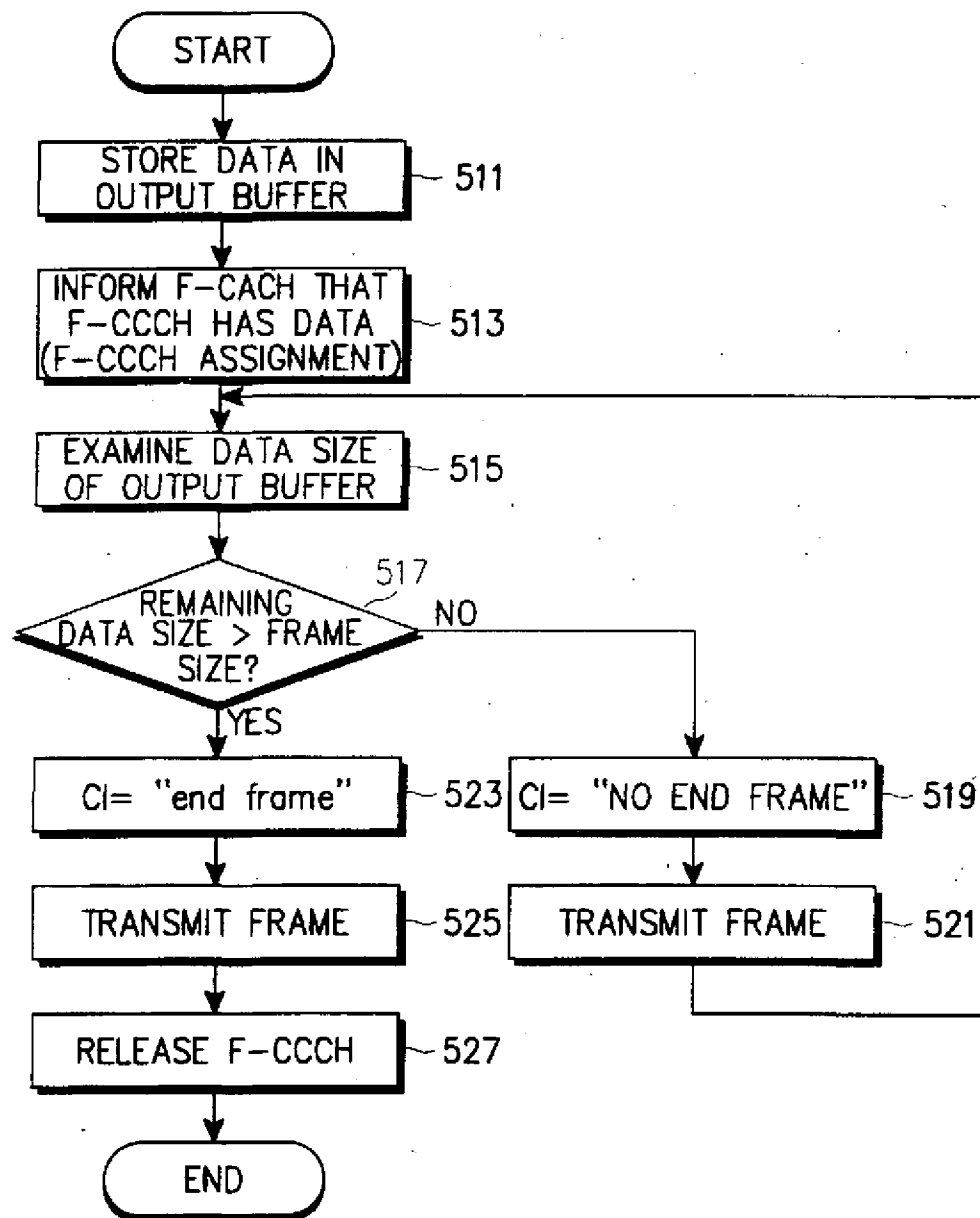 START
STORE DATA IN
OUTPUT BUFFER
511
INFORM F-CACH THAT
F-CCCH HAS DATA
(F-CCCH ASSIGNMENT)
513
EXAMINE DATA SIZE
OF OUTPUT BUFFER
515
517
REMAINING
DATA SIZE > FRAME
SIZE?
NO
YES
CI= "end frame"
523
CI= "NO END FRAME"
519
TRANSMIT FRAME
525
TRANSMIT FRAME
521
RELEASE F-CCCH
527
END